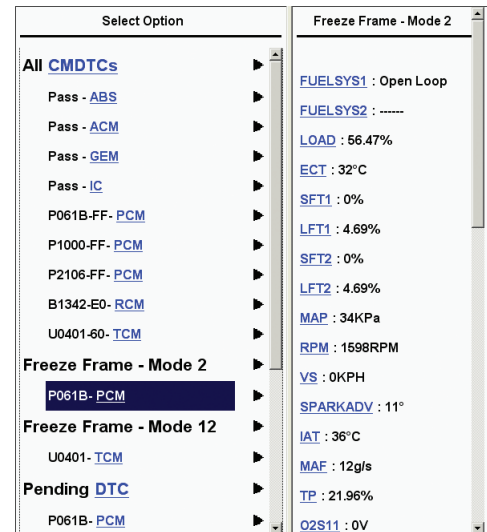 Select Option
All CMDTCs
Pass - ABS
Pass - ACM
Pass - GEM
Pass - IC
P061B-FF- PCM
P1000-FF- PCM
P2106-FF- PCM
B1342-E0- RCM
U0401-60- TCM
Freeze Frame - Mode 2
P061B- PCM
Freeze Frame - Mode 12
U0401- TCM
Pending DTC
P061B- PCM
Freeze Frame - Mode 2
FUELSYS1 : Open Loop
FUELSYS2 : ------
LOAD : 56.47%
ECT : 32°C
SFT1 : 0%
LFT1 : 4.69%
SFT2 : 0%
LFT2 : 4.69%
MAP : 34KPa
RPM : 1598RPM
VS : 0KPH
SPARKADV : 11°
IAT : 36°C
MAF : 12g/s
TP : 21.96%
O2S11 : 0V